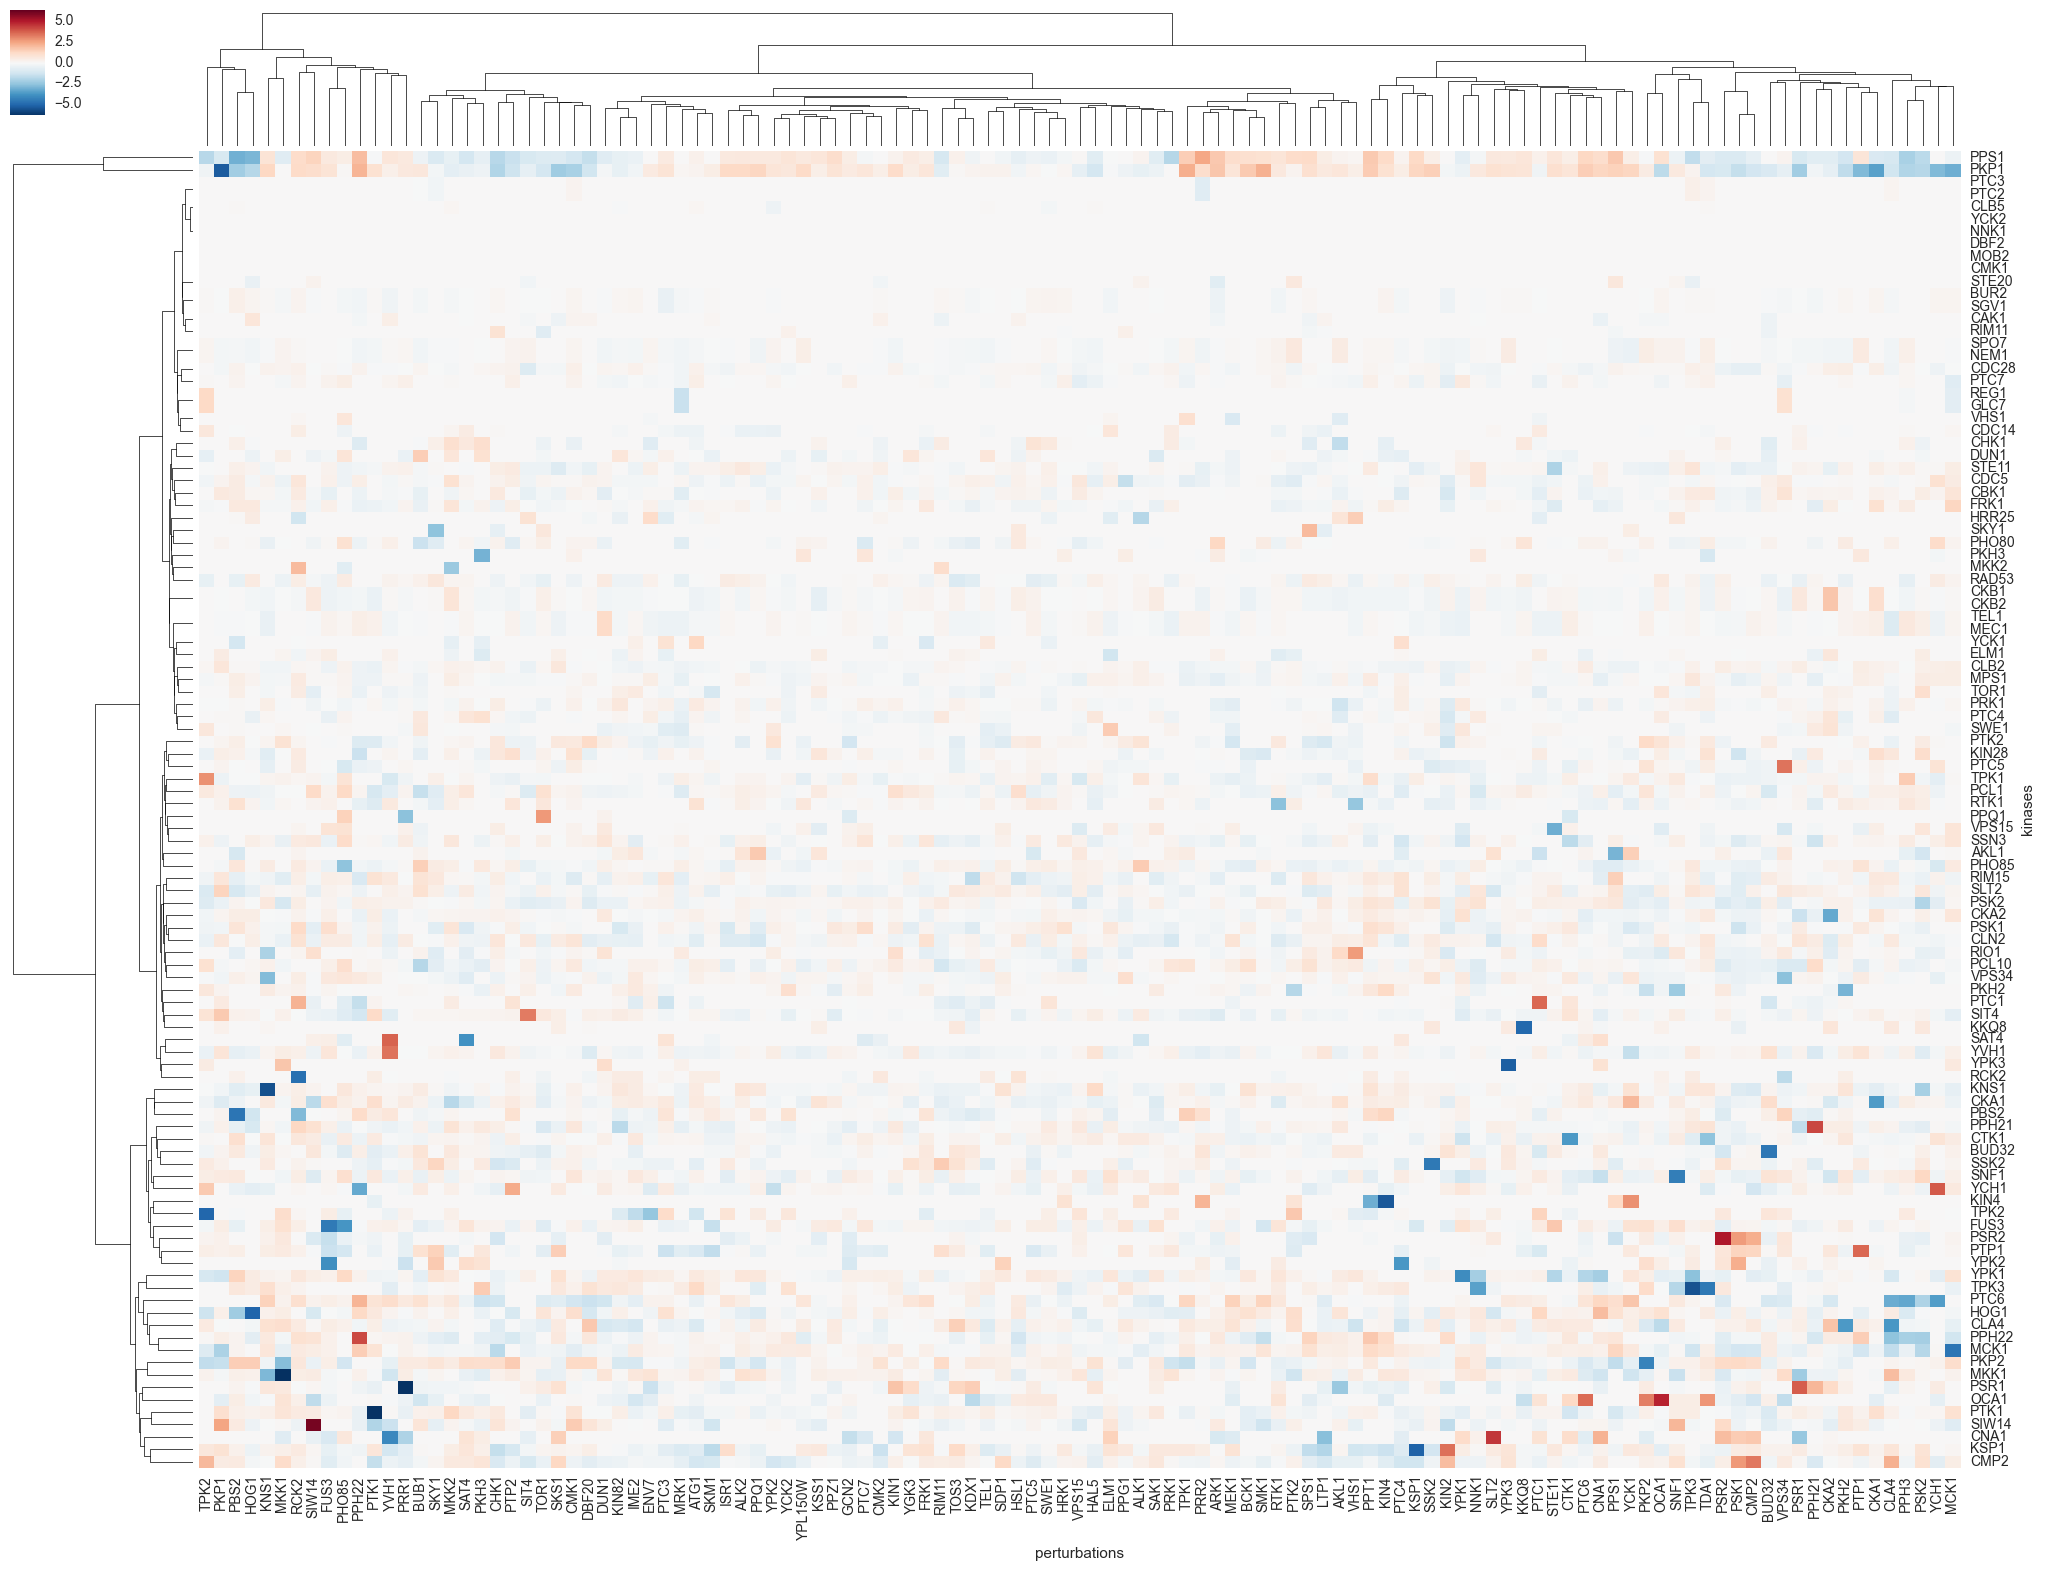 5.0
2.5
0.0
−2.5
−5.0
PPS1
PKP1
PTC3
PTC2
CLB5
YCK2
NNK1
DBF2
MOB2
CMK1
STE20
BUR2
SGV1
CAK1
RIM11
SPO7
NEM1
CDC28
PTC7
REG1
GLC7
VHS1
CDC14
CHK1
DUN1
STE11
CDC5
CBK1
FRK1
HRR25
SKY1
PHO80
PKH3
MKK2
RAD53
CKB1
CKB2
TEL1
MEC1
YCK1
ELM1
CLB2
MPS1
TOR1
PRK1
PTC4
SWE1
PTK2
KIN28
PTC5
TPK1
PCL1
RTK1
PPQ1
VPS15
SSN3
AKL1
PHO85
RIM15
SLT2
PSK2
CKA2
PSK1
CLN2
RIO1
PCL10
VPS34
PKH2
PTC1
SIT4
KKQ8
SAT4
YVH1
YPK3
RCK2
KNS1
CKA1
PBS2
PPH21
CTK1
BUD32
SSK2
SNF1
YCH1
KIN4
TPK2
FUS3
PSR2
PTP1
YPK2
YPK1
TPK3
PTC6
HOG1
CLA4
PPH22
MCK1
PKP2
MKK1
PSR1
OCA1
PTK1
SIW14
CNA1
KSP1
CMP2
kinases
TPK2
PKP1
PBS2
HOG1
KNS1
MKK1
RCK2
SIW14
FUS3
PHO85
PPH22
PTK1
YVH1
PRR1
BUB1
SKY1
MKK2
SAT4
PKH3
CHK1
PTP2
SIT4
TOR1
SKS1
CMK1
DBF20
DUN1
KIN82
IME2
ENV7
PTC3
MRK1
ATG1
SKM1
ISR1
ALK2
PPQ1
YPK2
YCK2
YPL150W
KSS1
PPZ1
GCN2
PTC7
CMK2
KIN1
YGK3
FRK1
RIM11
TOS3
KDX1
TEL1
SDP1
HSL1
PTC5
SWE1
HRK1
VPS15
HAL5
ELM1
PPG1
ALK1
SAK1
PRK1
TPK1
PRR2
ARK1
MEK1
BCK1
SMK1
RTK1
PTK2
SPS1
LTP1
AKL1
VHS1
PPT1
KIN4
PTC4
KSP1
SSK2
KIN2
YPK1
NNK1
SLT2
YPK3
KKQ8
PTC1
STE11
CTK1
PTC6
CNA1
PPS1
YCK1
PKP2
OCA1
SNF1
TPK3
TDA1
PSR2
PSK1
CMP2
BUD32
VPS34
PSR1
PPH21
CKA2
PKH2
PTP1
CKA1
CLA4
PPH3
PSK2
YCH1
MCK1
perturbations